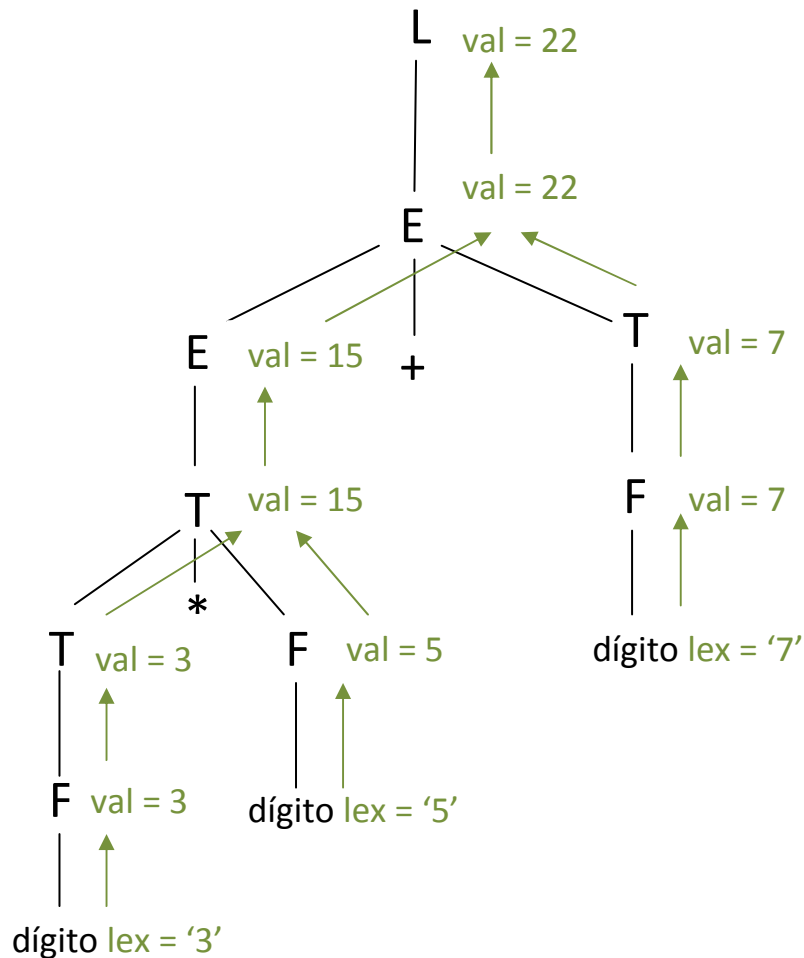 L val = 22
val = 22
E
E val = 15 + T val = 7
T val = 15 F val = 7
*
T val = 3 F val = 5 dígito lex = ‘7’
F val = 3 dígito lex = ‘5’
dígito lex = ‘3’